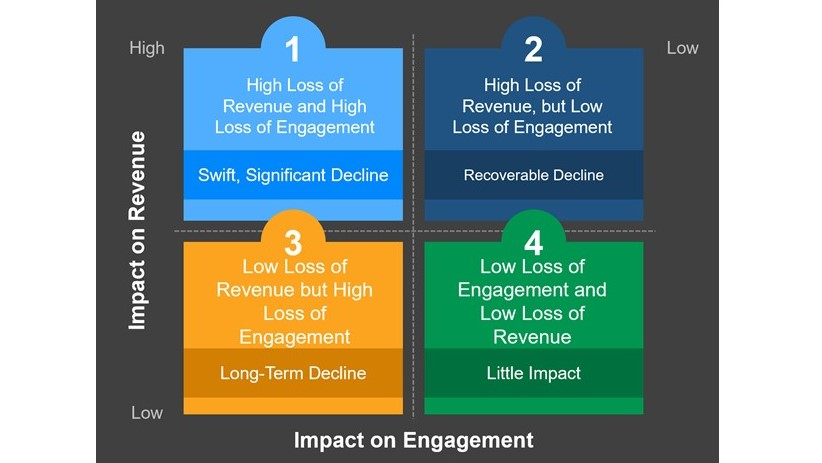 High
1
2
Low
High Loss of
Revenue and High
Loss of Engagement
High Loss of
Revenue, but Low
Loss of Engagement
Swift, Significant Decline
Recoverable Decline
Impact on Revenue
3
4
Low Loss of
Revenue but High
Loss of
Engagement
Low Loss of
Engagement and
Low Loss of
Revenue
Long-Term Decline
Little Impact
Low
Impact on Engagement